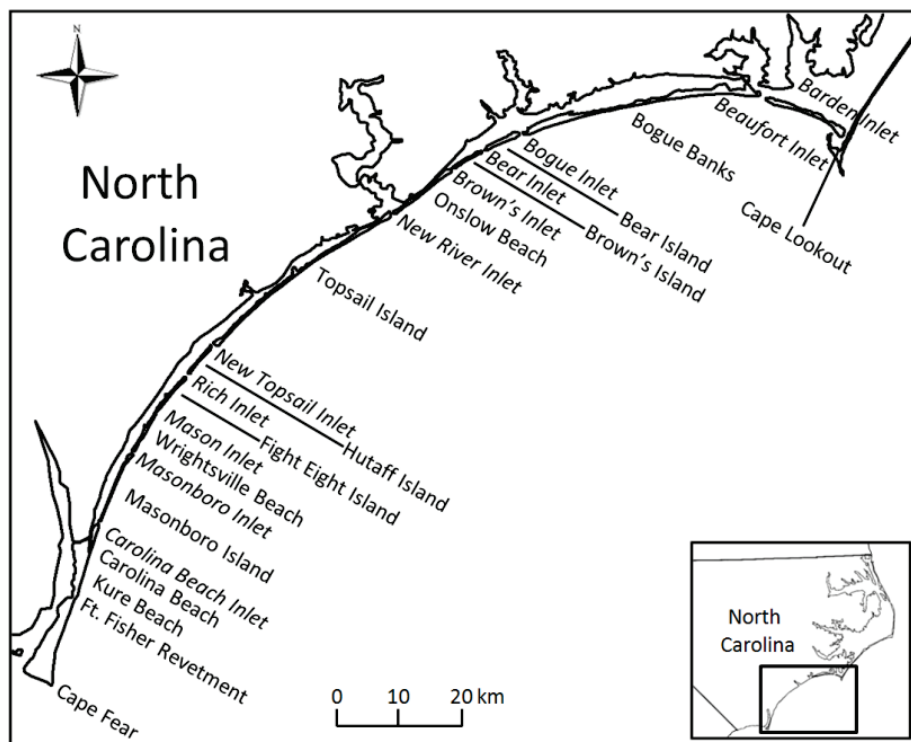 N
North
Carolina
Barden Inlet
Beaufort Inlet
Bogue Banks
Cape Lookout
Bogue Inlet
Bear Island
Bear Inlet
Brown's Island
Brown's Inlet
Onslow Beach
New River Inlet
Topsail Island
New Topsail Inlet
Hutaff Island
Rich Inlet
Fight Eight Island
Mason Inlet
Wrightsville Beach
Masonboro Inlet
Masonboro Island
Carolina Beach Inlet
Carolina Beach
Kure Beach
Ft. Fisher Revetment
Cape Fear
0 10 20 km
North
Carolina